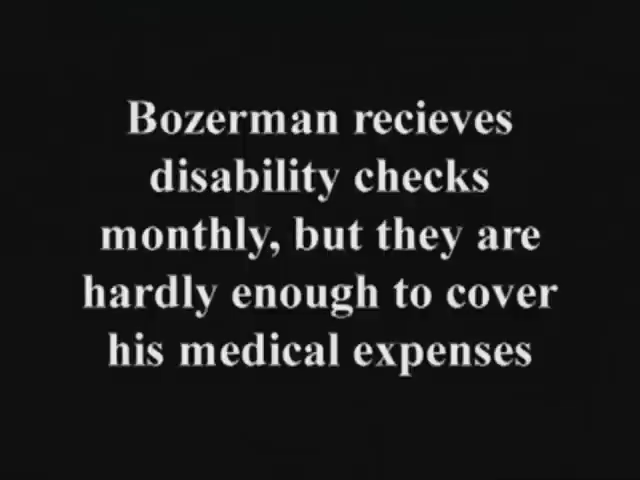 Bozerman recieves
disability checks
monthly, but they are
hardly enough to cover
his medical expenses